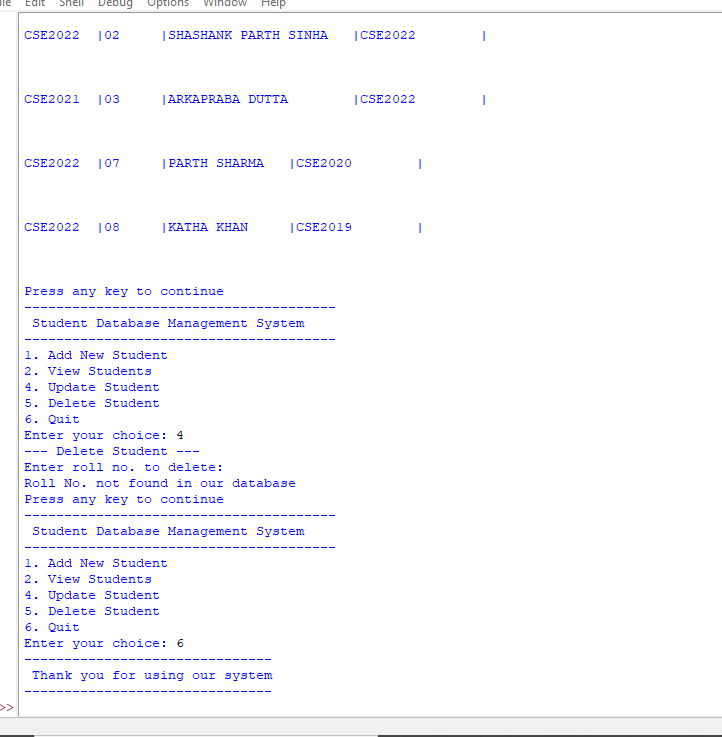 Edit Shell Debug Options Window Help
CSE2022 |02 |SHASHANK PARTH SINHA |CSE2022 |
CSE2021 |03 |ARKAPRABA DUTTA |CSE2022 |
CSE2022 |07 |PARTH SHARMA |CSE2020 |
CSE2022 |08 |KATHA KHAN |CSE2019 |
Press any key to continue
---------------------------------------
Student Database Management System
---------------------------------------
1. Add New Student
2. View Students
4. Update Student
5. Delete Student
6. Quit
Enter your choice: 4
--- Delete Student ---
Enter roll no. to delete:
Roll No. not found in our database
Press any key to continue
---------------------------------------
Student Database Management System
---------------------------------------
1. Add New Student
2. View Students
4. Update Student
5. Delete Student
6. Quit
Enter your choice: 6
-------------------------------
Thank you for using our system
-------------------------------
>>